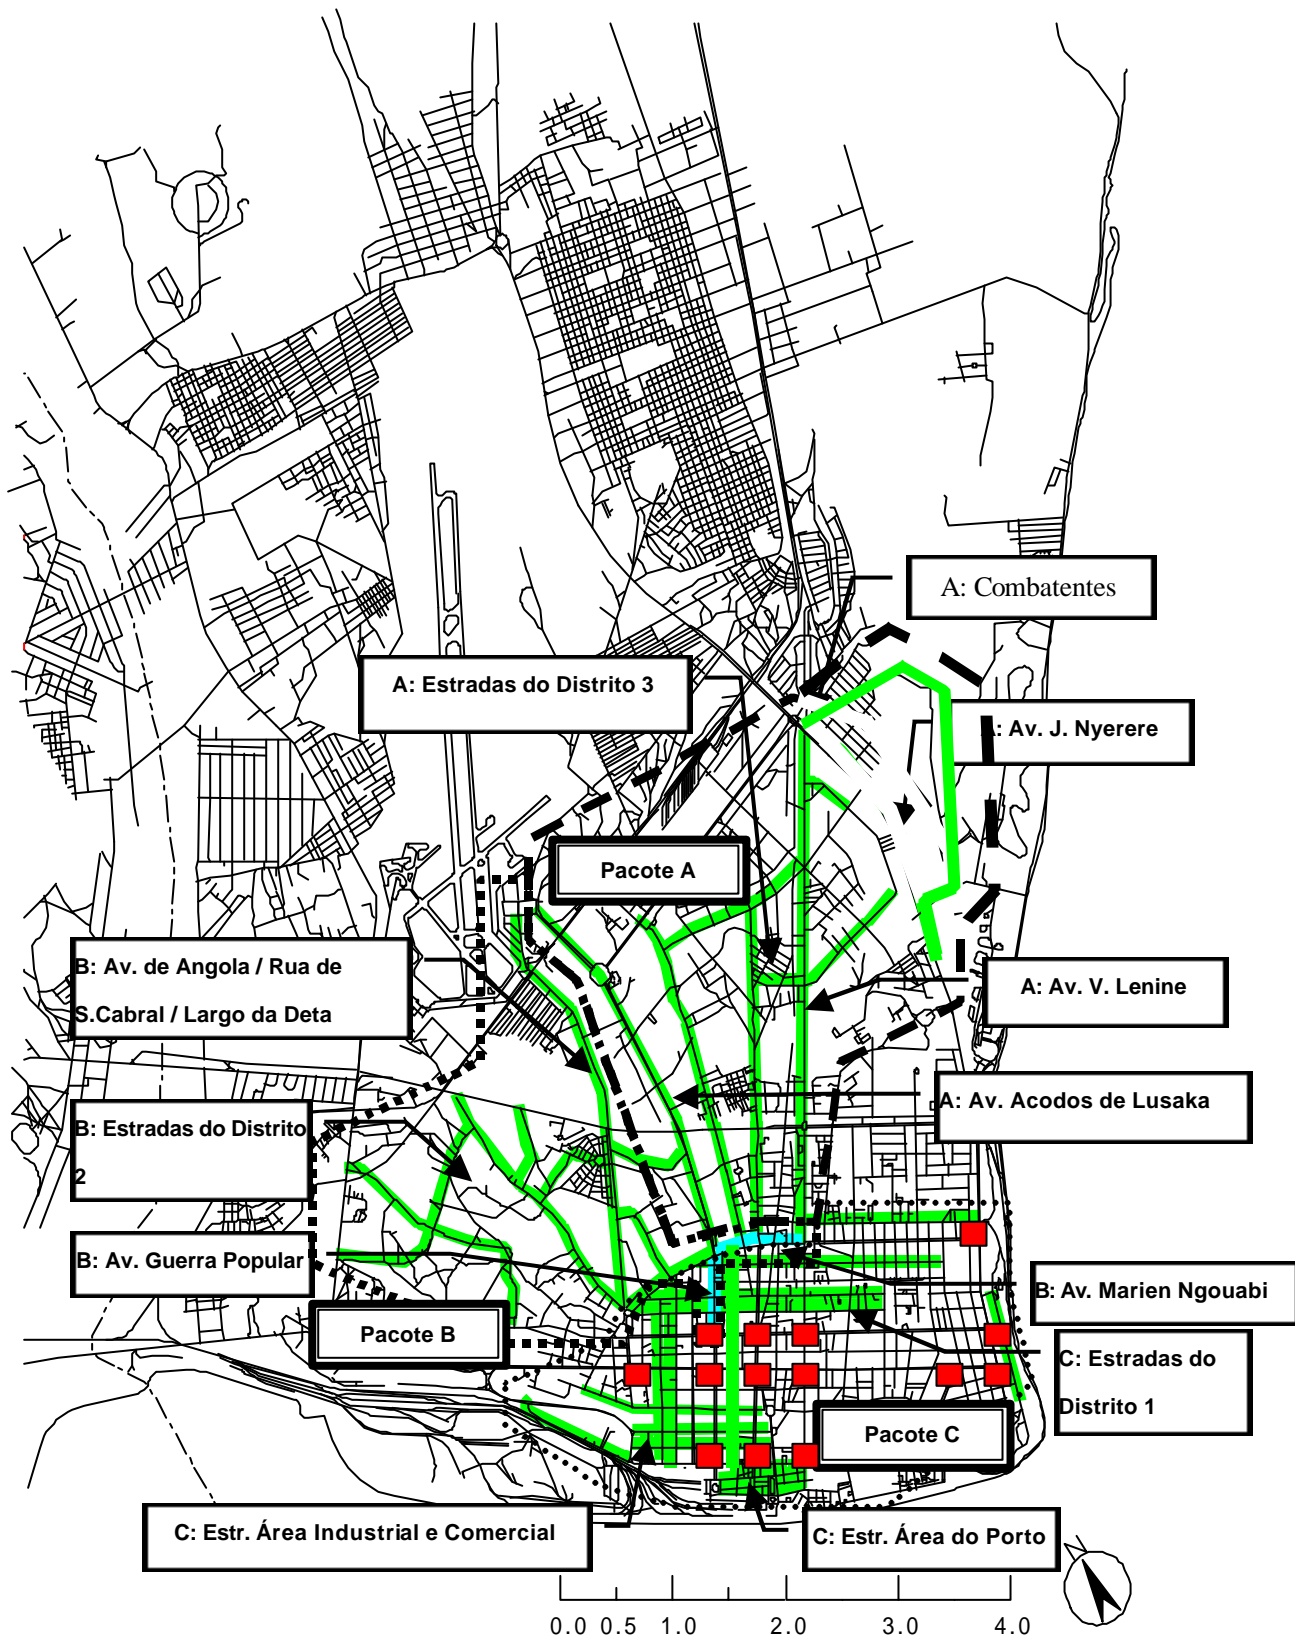 A: Combatentes
A: Estradas do Distrito 3
A: Av. J. Nyerere
Pacote A
B: Av. de Angola / Rua de
S.Cabral / Largo da Deta
A: Av. V. Lenine
A: Av. Acodos de Lusaka
B: Estradas do Distrito
2
B: Av. Guerra Popular
B: Av. Marien Ngouabi
Pacote B
C: Estradas do
Distrito 1
Pacote C
C: Estr. Área Industrial e Comercial
C: Estr. Área do Porto
0.0 0.5 1.0 2.0 3.0 4.0